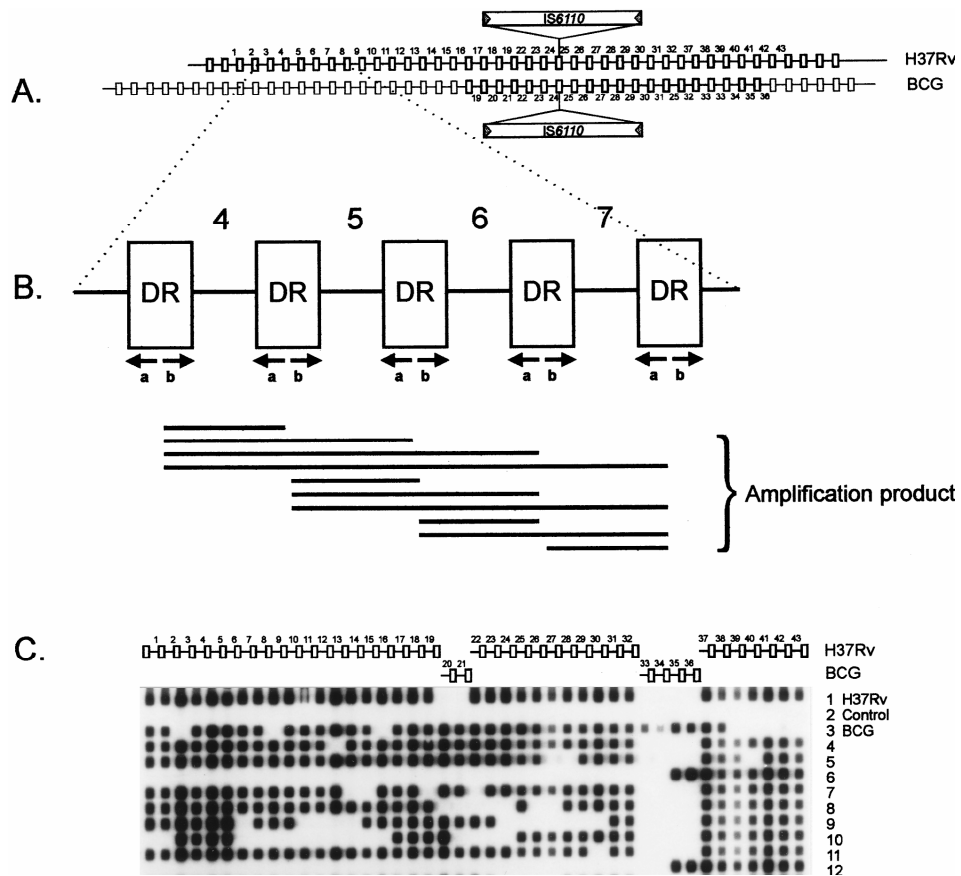 IS6110
1 2 3 4 5 6 7 8 9 10 11 12 13 14 15 16 17 18 19 22 23 24 25 26 27 28 29 30 31 32 37 38 39 40 41 42 43
H37Rv
A.
BCG
19 20 21 22 23 24 25 26 27 28 29 30 31 25 32 33 33 34 35 36
IS6110
4 5 6 7
B.
DR DR DR DR DR
a b a b a b a b a b
Amplification product
C.
1 2 3 4 5 6 7 8 9 10 11 12 13 14 15 16 17 18 19 22 23 24 25 26 27 28 29 30 31 32 37 38 39 40 41 42 43
H37Rv
20 21 33 34 35 36
BCG
1 H37Rv
2 Control
3 BCG
4
5
6
7
8
9
10
11
12